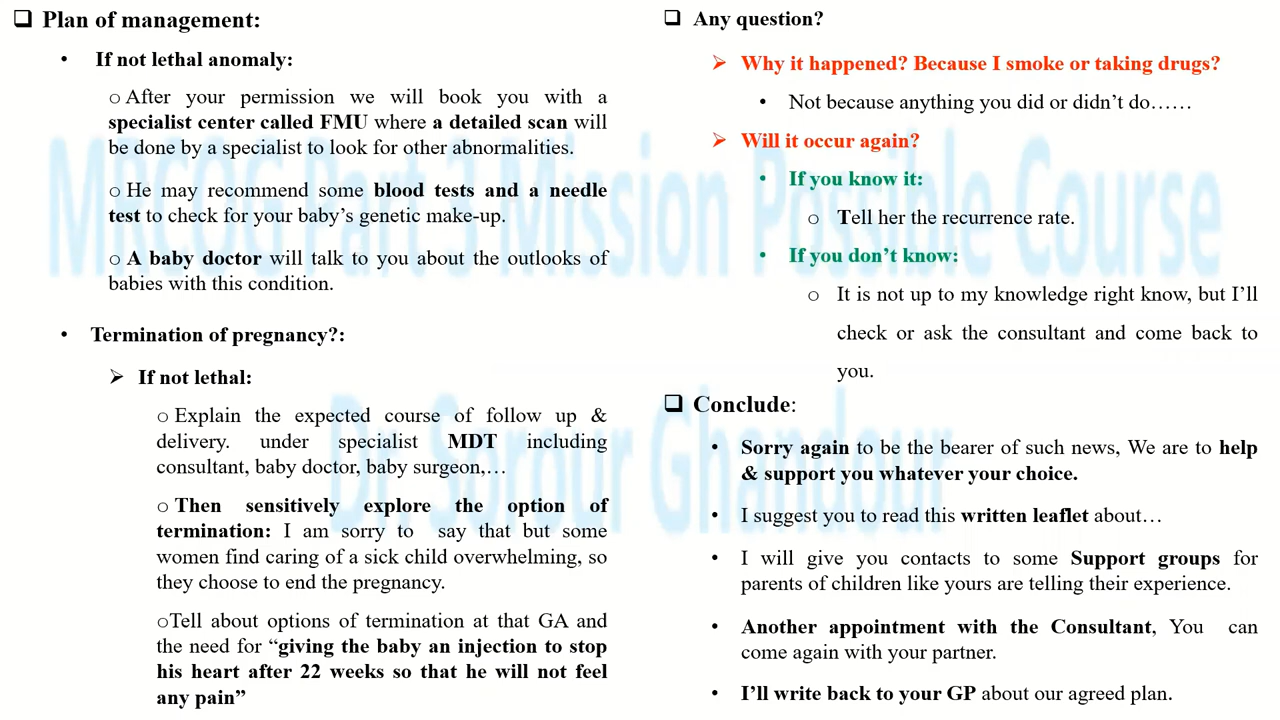 ❑ Plan of management:
• If not lethal anomaly:
o After your permission we will book you with a
specialist center called FMU where a detailed scan will
be done by a specialist to look for other abnormalities.
o He may recommend some blood tests and a needle
test to check for your baby’s genetic make-up.
o A baby doctor will talk to you about the outlooks of
babies with this condition.
• Termination of pregnancy?:
➢ If not lethal:
o Explain the expected course of follow up &
delivery. under specialist MDT including
consultant, baby doctor, baby surgeon,…
o Then sensitively explore the option of
termination: I am sorry to say that but some
women find caring of a sick child overwhelming, so
they choose to end the pregnancy.
oTell about options of termination at that GA and
the need for “giving the baby an injection to stop
his heart after 22 weeks so that he will not feel
any pain”
❑ Any question?
➢ Why it happened? Because I smoke or taking drugs?
• Not because anything you did or didn’t do……
➢ Will it occur again?
• If you know it:
o Tell her the recurrence rate.
• If you don’t know:
o It is not up to my knowledge right know, but I’ll
check or ask the consultant and come back to
you.
❑ Conclude:
• Sorry again to be the bearer of such news, We are to help
& support you whatever your choice.
• I suggest you to read this written leaflet about…
• I will give you contacts to some Support groups for
parents of children like yours are telling their experience.
• Another appointment with the Consultant, You can
come again with your partner.
• I’ll write back to your GP about our agreed plan.
MRCOG Part 3 Mission Possible Course
Dr. Sorour Ghandour